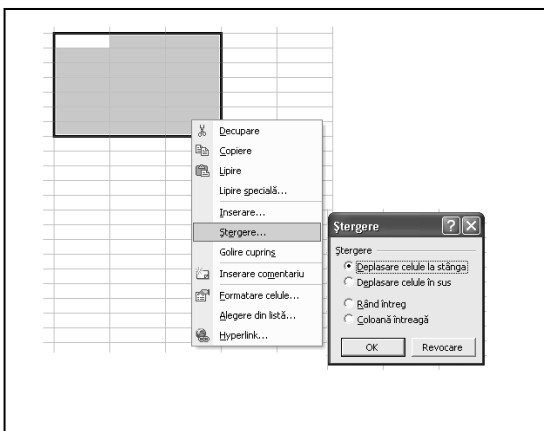 Decupare
Copiere
Lipire
Lipire specială...
Inserare...
Ștergere...
Golire cuprins
Inserare comentariu
Formatare celule...
Alegere din listă...
Hyperlink...
Ștergere
Ștergere
Deplasare celule la stânga
Deplasare celule în sus
Rând întreg
Coloană întreagă
OK
Revocare